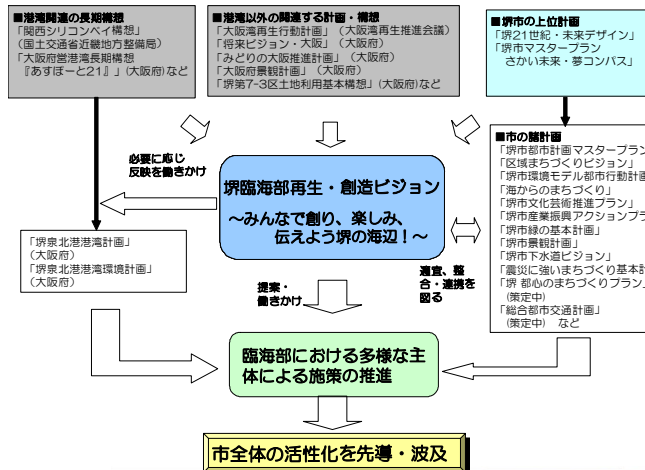 ■港湾関連の長期構想
「関西シリコンベイ構想」
（国土交通省近畿地方整備局）
「大阪府営港湾長期構想
『あすぽーと21』」(大阪府)など
■港湾以外の関連する計画・構想
「大阪湾再生行動計画」（大阪湾再生推進会議）
「将来ビジョン・大阪」（大阪府）
「みどりの大阪推進計画」（大阪府）
「大阪府景観計画」（大阪府）
「堺第7-3区土地利用基本構想」(大阪府)など
■堺市の上位計画
「堺21世紀・未来デザイン」
「堺市マスタープラン
さかい未来・夢コンパス」
必要に応じ
反映を働きかけ
堺臨海部再生・創造ビジョン
～みんなで創り、楽しみ、
伝えよう堺の海辺！～
■市の諸計画
「堺市都市計画マスタープラン
「区域まちづくりビジョン」
「堺市環境モデル都市行動計画
「海からのまちづくり」
「堺市文化芸術推進プラン」
「堺市産業振興アクションプラ
「堺市緑の基本計画」
「堺市景観計画」
「堺市下水道ビジョン」
「震災に強いまちづくり基本計
「堺 都心のまちづくりプラン」
(策定中)
「総合都市交通計画」
(策定中)　など
「堺泉北港港湾計画」
(大阪府)
「堺泉北港港湾環境計画」
(大阪府)
提案・
働きかけ
適宜、整
合・連携を
図る
臨海部における多様な主
体による施策の推進
市全体の活性化を先導・波及